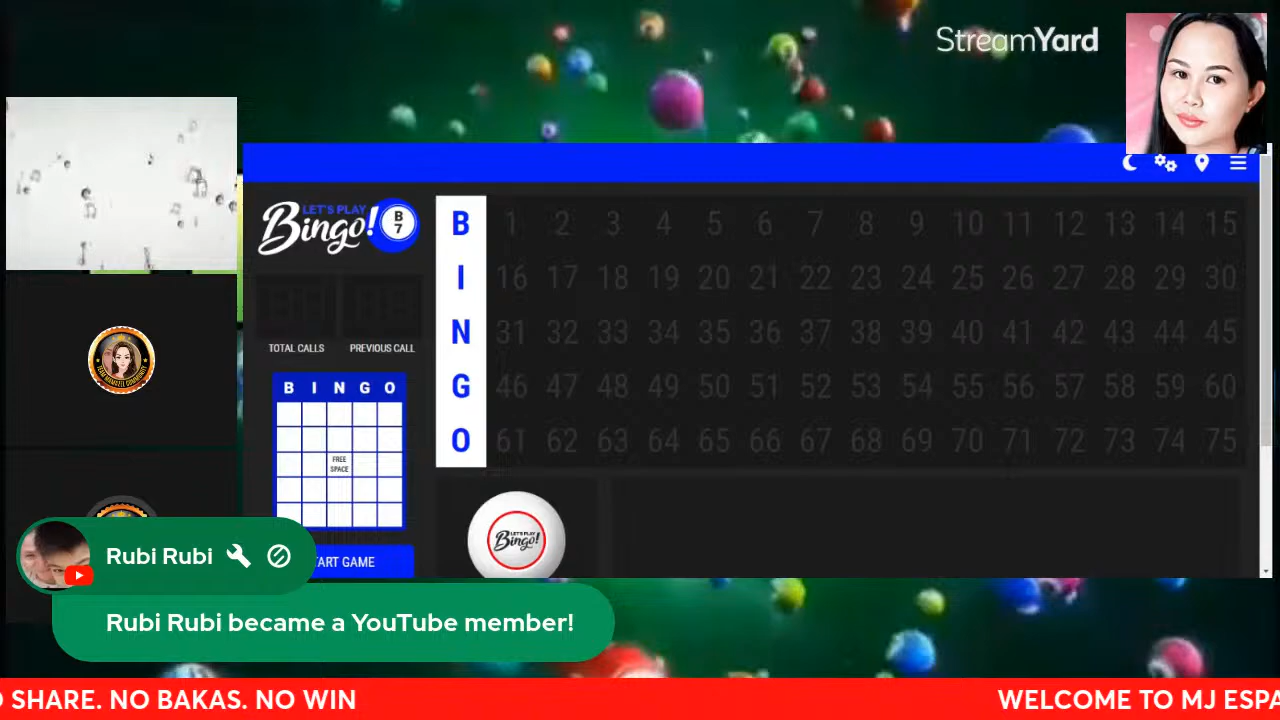 StreamYard
LET'S PLAY
Bingo!
B
7
TOTAL CALLS
PREVIOUS CALL
B I N G O
FREE
SPACE
TART GAME
B 1 2 3 4 5 6 7 8 9 10 11 12 13 14 15
I 16 17 18 19 20 21 22 23 24 25 26 27 28 29 30
N 31 32 33 34 35 36 37 38 39 40 41 42 43 44 45
G 46 47 48 49 50 51 52 53 54 55 56 57 58 59 60
O 61 62 63 64 65 66 67 68 69 70 71 72 73 74 75
LET'S PLAY
Bingo!
Rubi Rubi
Rubi Rubi became a YouTube member!
O SHARE. NO BAKAS. NO WIN
WELCOME TO MJ ESPA